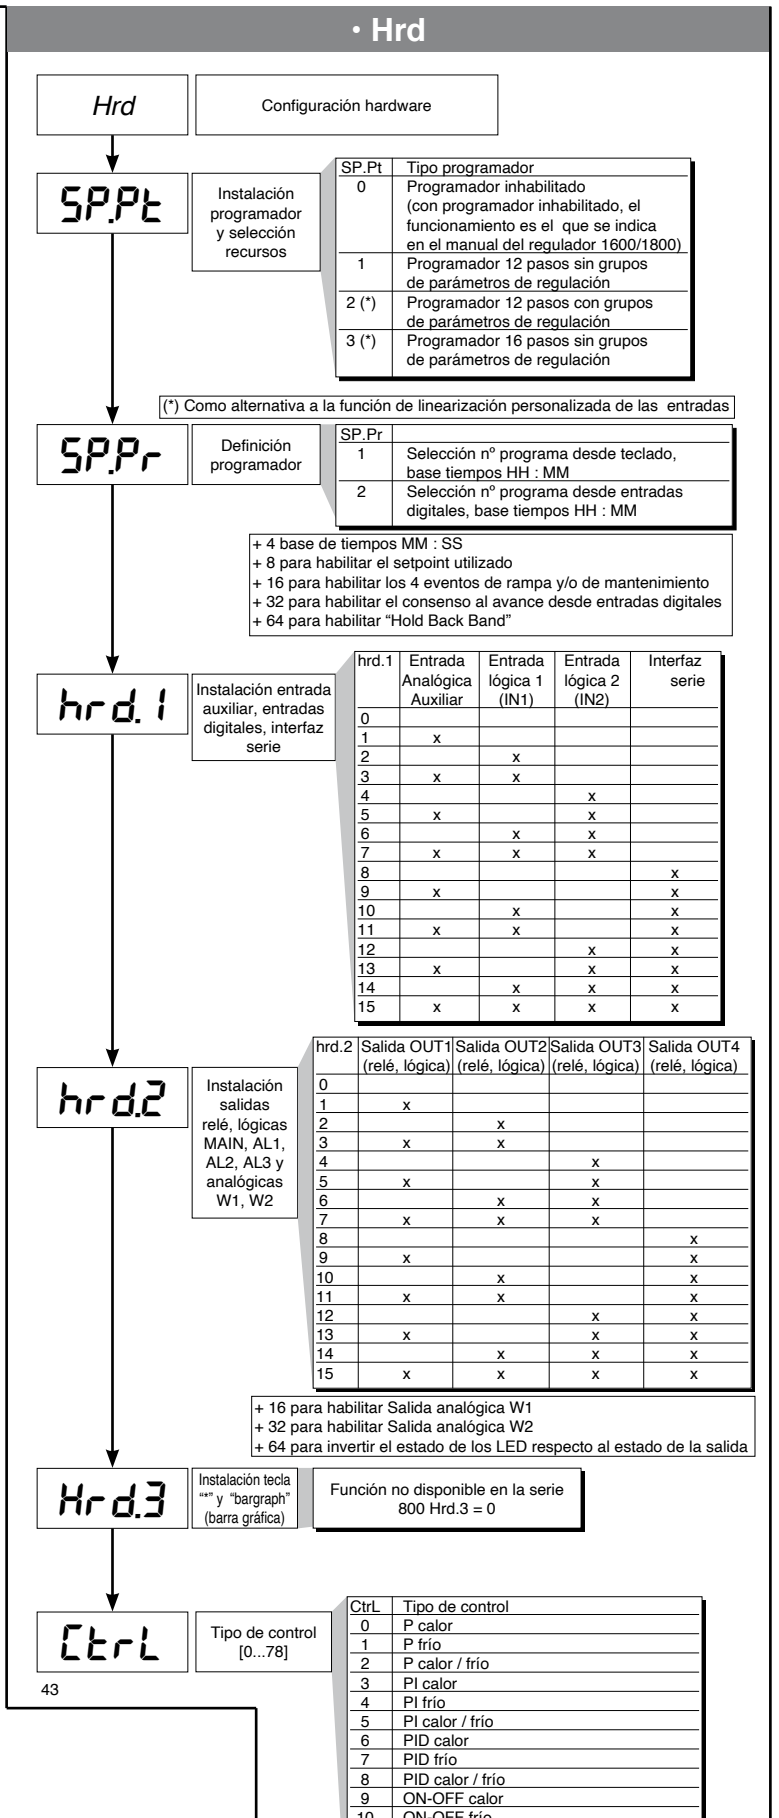 · Hrd
Hrd
Configuración hardware
SP.Pt
Instalación
programador
y selección
recursos
SP.Pt Tipo programador
0 Programador inhabilitado
(con programador inhabilitado, el
funcionamiento es el que se indica
en el manual del regulador 1600/1800)
1 Programador 12 pasos sin grupos
de parámetros de regulación
2 (*) Programador 12 pasos con grupos
de parámetros de regulación
3 (*) Programador 16 pasos sin grupos
de parámetros de regulación
(*) Como alternativa a la función de linearización personalizada de las entradas
SP.Pr
Definición
programador
SP.Pr
1 Selección nº programa desde teclado,
base tiempos HH : MM
2 Selección nº programa desde entradas
digitales, base tiempos HH : MM
+ 4 base de tiempos MM : SS
+ 8 para habilitar el setpoint utilizado
+ 16 para habilitar los 4 eventos de rampa y/o de mantenimiento
+ 32 para habilitar el consenso al avance desde entradas digitales
+ 64 para habilitar “Hold Back Band”
hrd.1
Instalación entrada
auxiliar, entradas
digitales, interfaz
serie
hrd.1 Entrada Entrada Entrada Interfaz
Analógica lógica 1 lógica 2 serie
Auxiliar (IN1) (IN2)
0
1 x
2 x
3 x x
4 x
5 x x
6 x x
7 x x x
8 x
9 x x
10 x x
11 x x x
12 x x
13 x x x
14 x x x
15 x x x x
hrd.2
Instalación
salidas
relé, lógicas
MAIN, AL1,
AL2, AL3 y
analógicas
W1, W2
hrd.2 Salida OUT1 Salida OUT2 Salida OUT3 Salida OUT4
(relé, lógica) (relé, lógica) (relé, lógica) (relé, lógica)
0
1 x
2 x
3 x x
4 x
5 x x
6 x x
7 x x x
8 x
9 x x
10 x x
11 x x x
12 x x
13 x x x
14 x x x
15 x x x x
+ 16 para habilitar Salida analógica W1
+ 32 para habilitar Salida analógica W2
+ 64 para invertir el estado de los LED respecto al estado de la salida
Hrd.3
Instalación tecla
“*” y “bargraph”
(barra gráfica)
Función no disponible en la serie
800 Hrd.3 = 0
CtrL
Tipo de control
[0...78]
CtrL Tipo de control
0 P calor
1 P frío
2 P calor / frío
3 PI calor
4 PI frío
5 PI calor / frío
6 PID calor
7 PID frío
8 PID calor / frío
9 ON-OFF calor
10 ON-OFF frío
43